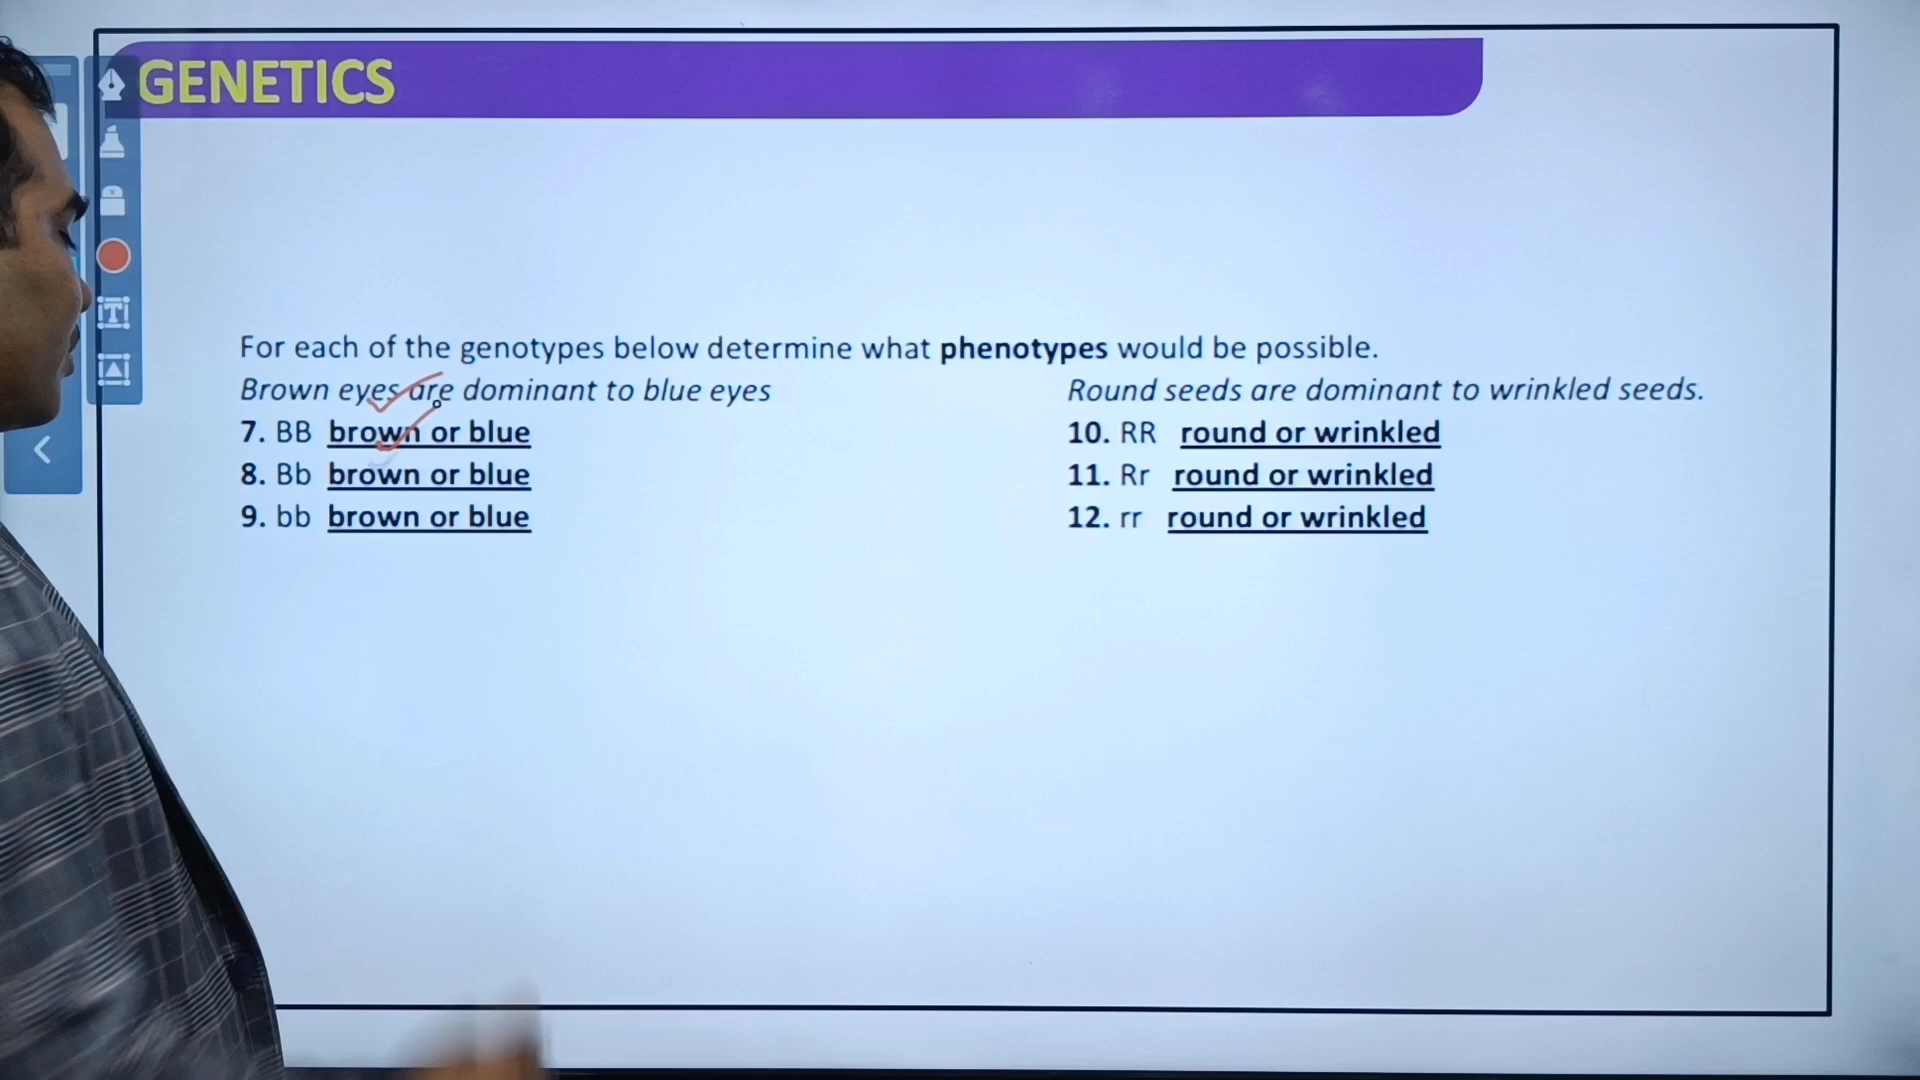 GENETICS
For each of the genotypes below determine what phenotypes would be possible.
Brown eyes are dominant to blue eyes
7. BB brown or blue
8. Bb brown or blue
9. bb brown or blue
Round seeds are dominant to wrinkled seeds.
10. RR round or wrinkled
11. Rr round or wrinkled
12. rr round or wrinkled